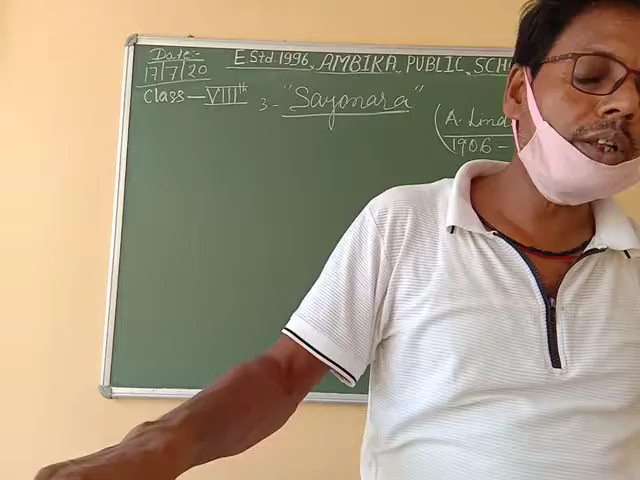 Date:-
17/7/20
Estd.1996, AMBIKA PUBLIC SCH
Class — VIIIth
3- "Sayonara"
(A. Lind
1906 -